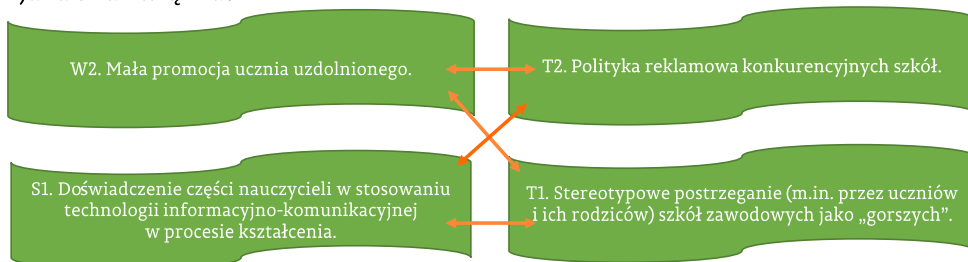 W2. Mała promocja ucznia uzdolnionego.
T2. Polityka reklamowa konkurencyjnych szkół.
S1. Doświadczenie części nauczycieli w stosowaniu
technologii informacyjno-komunikacyjnej
w procesie kształcenia.
T1. Stereotypowe postrzeganie (m.in. przez uczniów
i ich rodziców) szkół zawodowych jako „gorszych”.